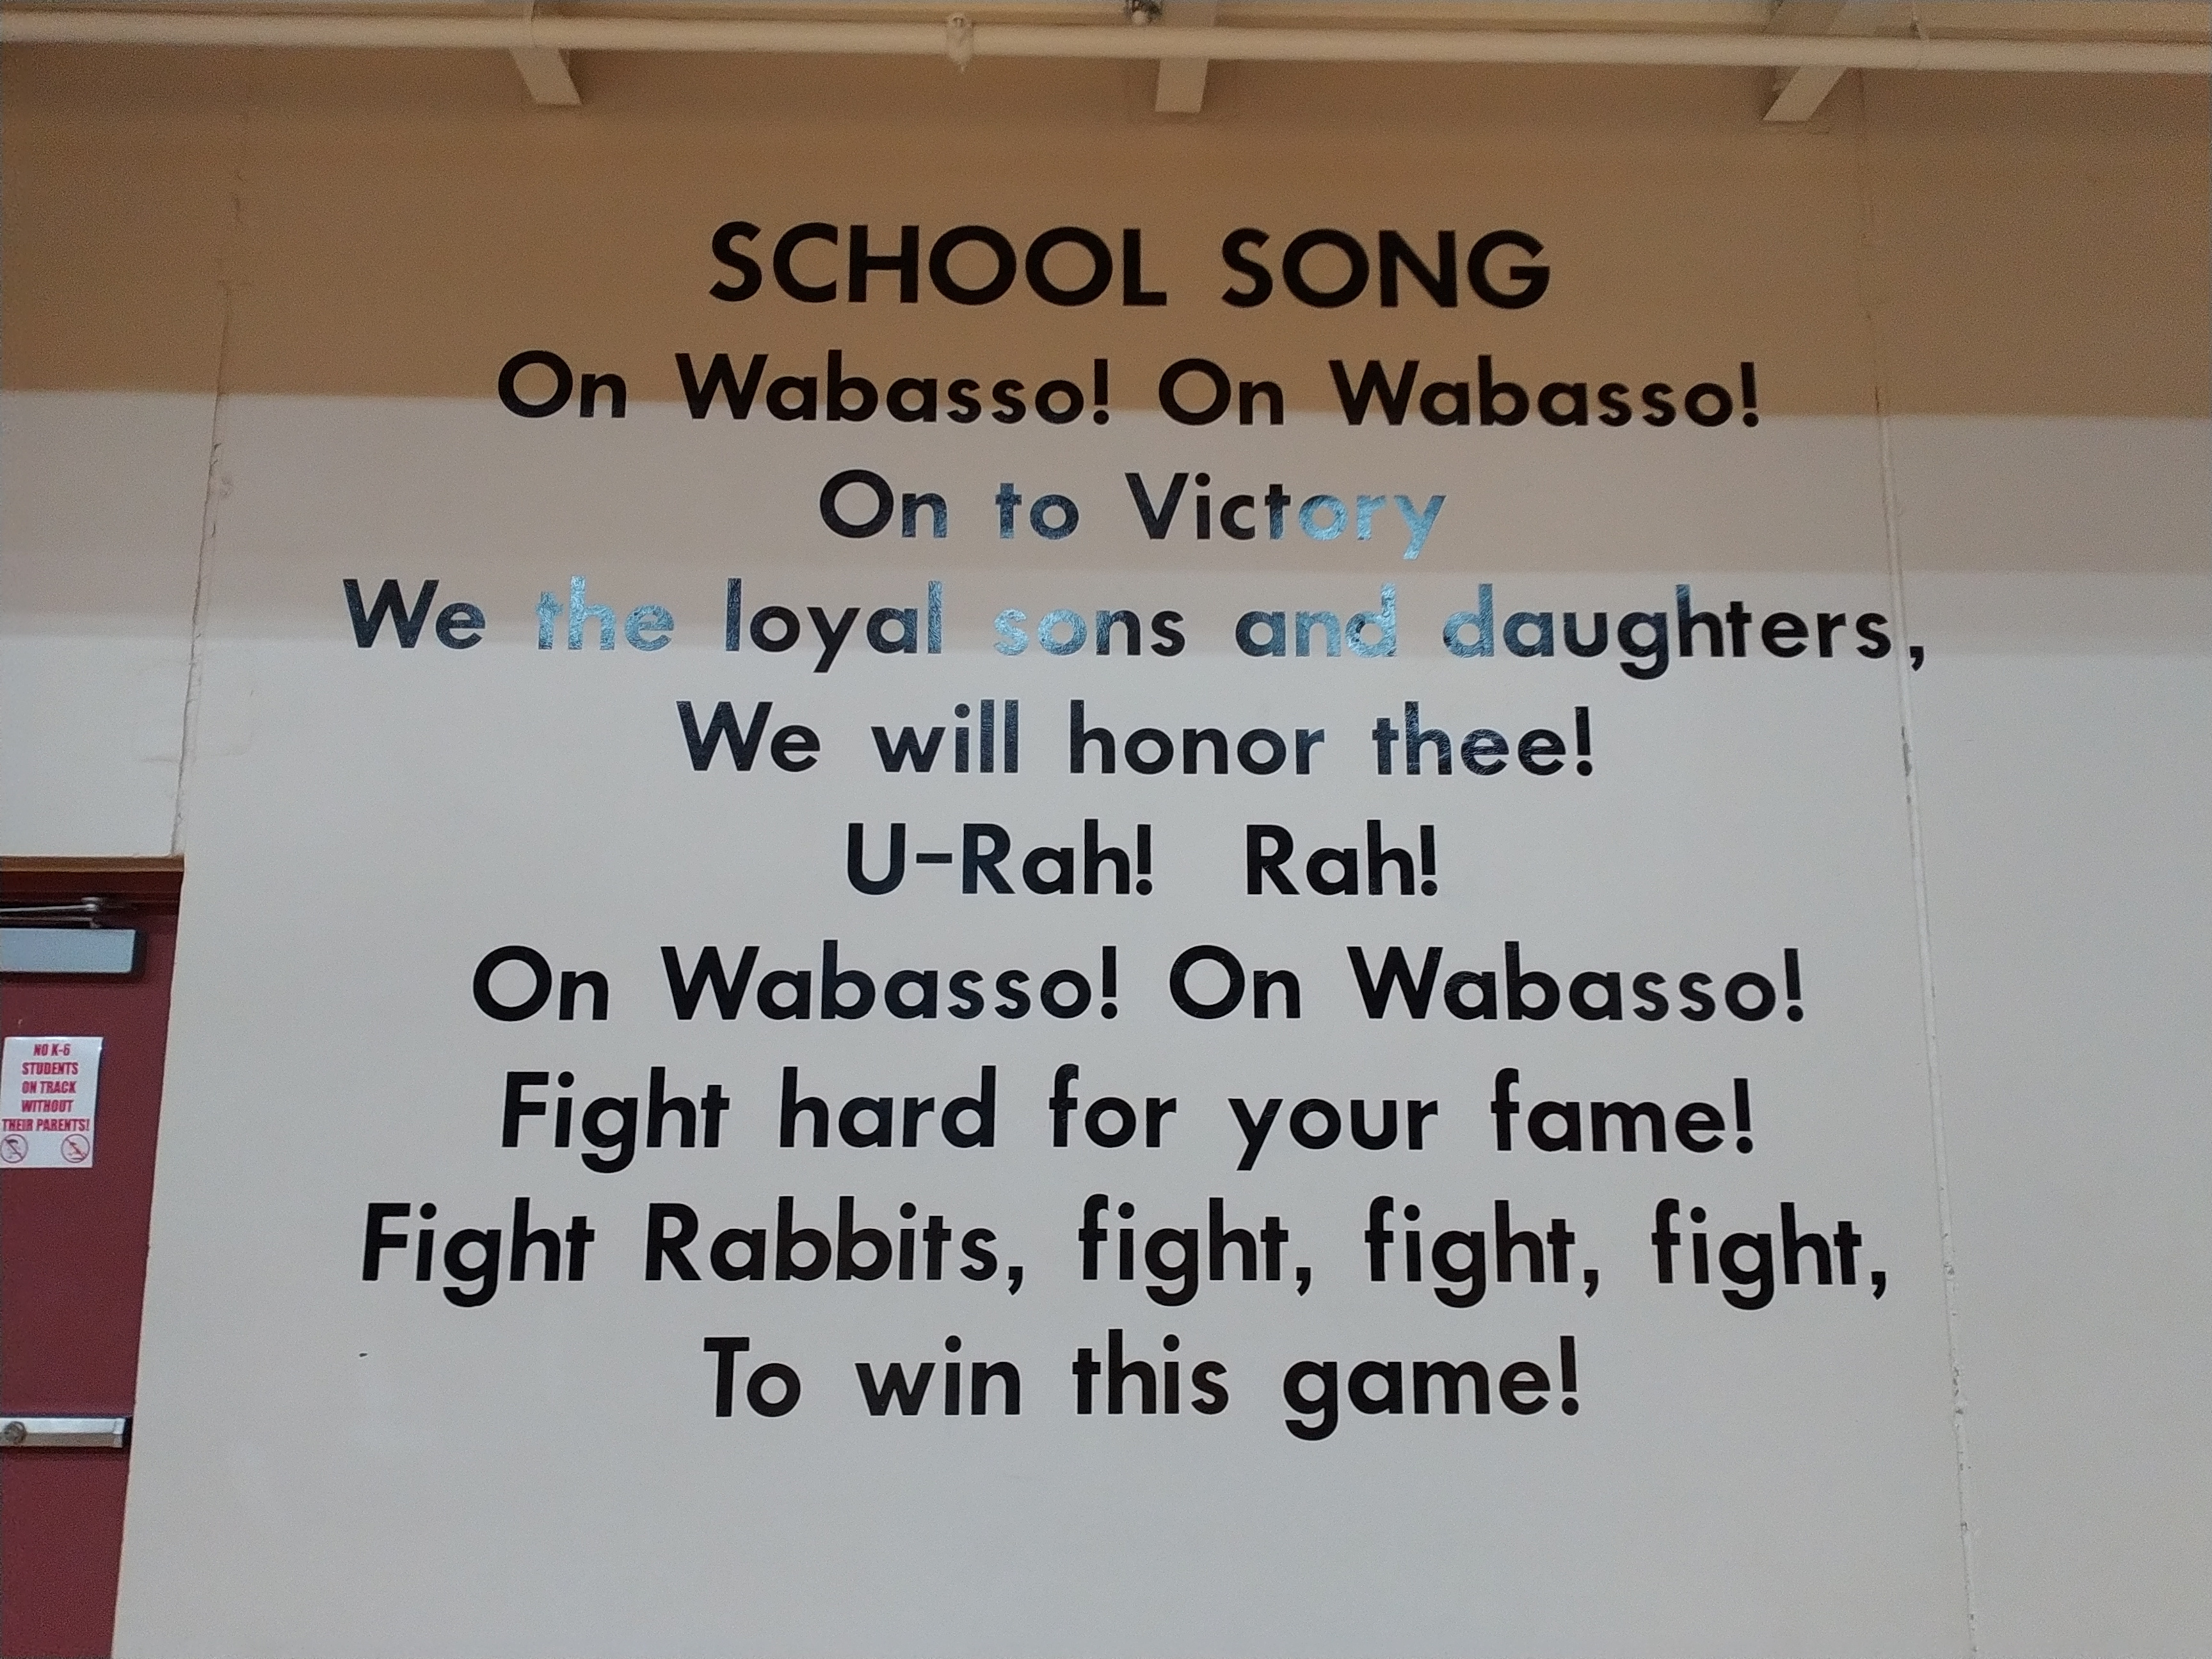 SCHOOL SONG
On Wabasso! On Wabasso!
On to Victory
We the loyal sons and daughters,
We will honor thee!
U-Rah! Rah!
On Wabasso! On Wabasso!
Fight hard for your fame!
Fight Rabbits, fight, fight, fight,
To win this game!
NO K-6
STUDENTS
ON TRACK
WITHOUT
THEIR PARENTS!